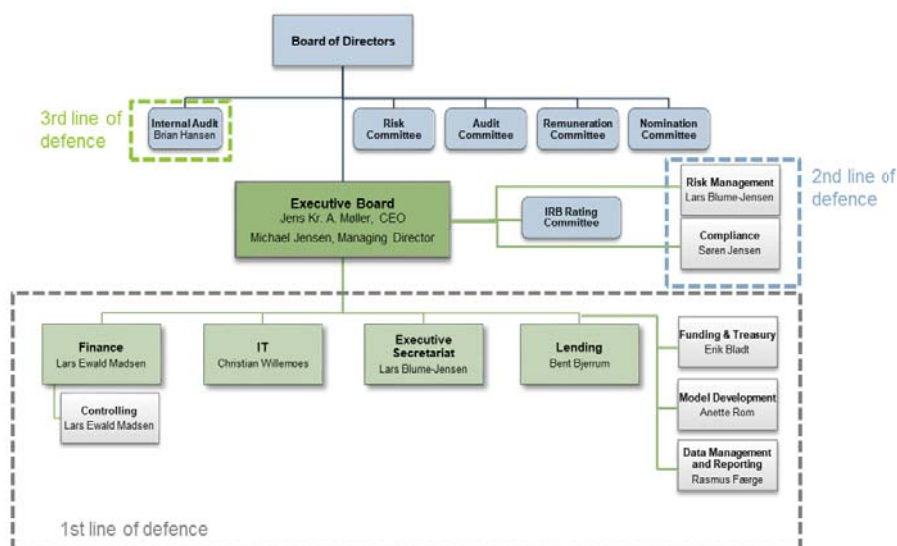 Board of Directors
3rd line of
defence
Internal Audit
Brian Hansen
Risk
Committee
Audit
Committee
Remuneration
Committee
Nomination
Committee
Executive Board
Jens Kr. A. Møller, CEO
Michael Jensen, Managing Director
IRB Rating
Committee
Risk Management
Lars Blume-Jensen
Compliance
Søren Jensen
2nd line of
defence
Finance
Lars Ewald Madsen
IT
Christian Willemoes
Executive
Secretariat
Lars Blume-Jensen
Lending
Bent Bjerrum
Funding & Treasury
Erik Bladt
Controlling
Lars Ewald Madsen
Model Development
Anette Rom
Data Management
and Reporting
Rasmus Færge
1st line of defence